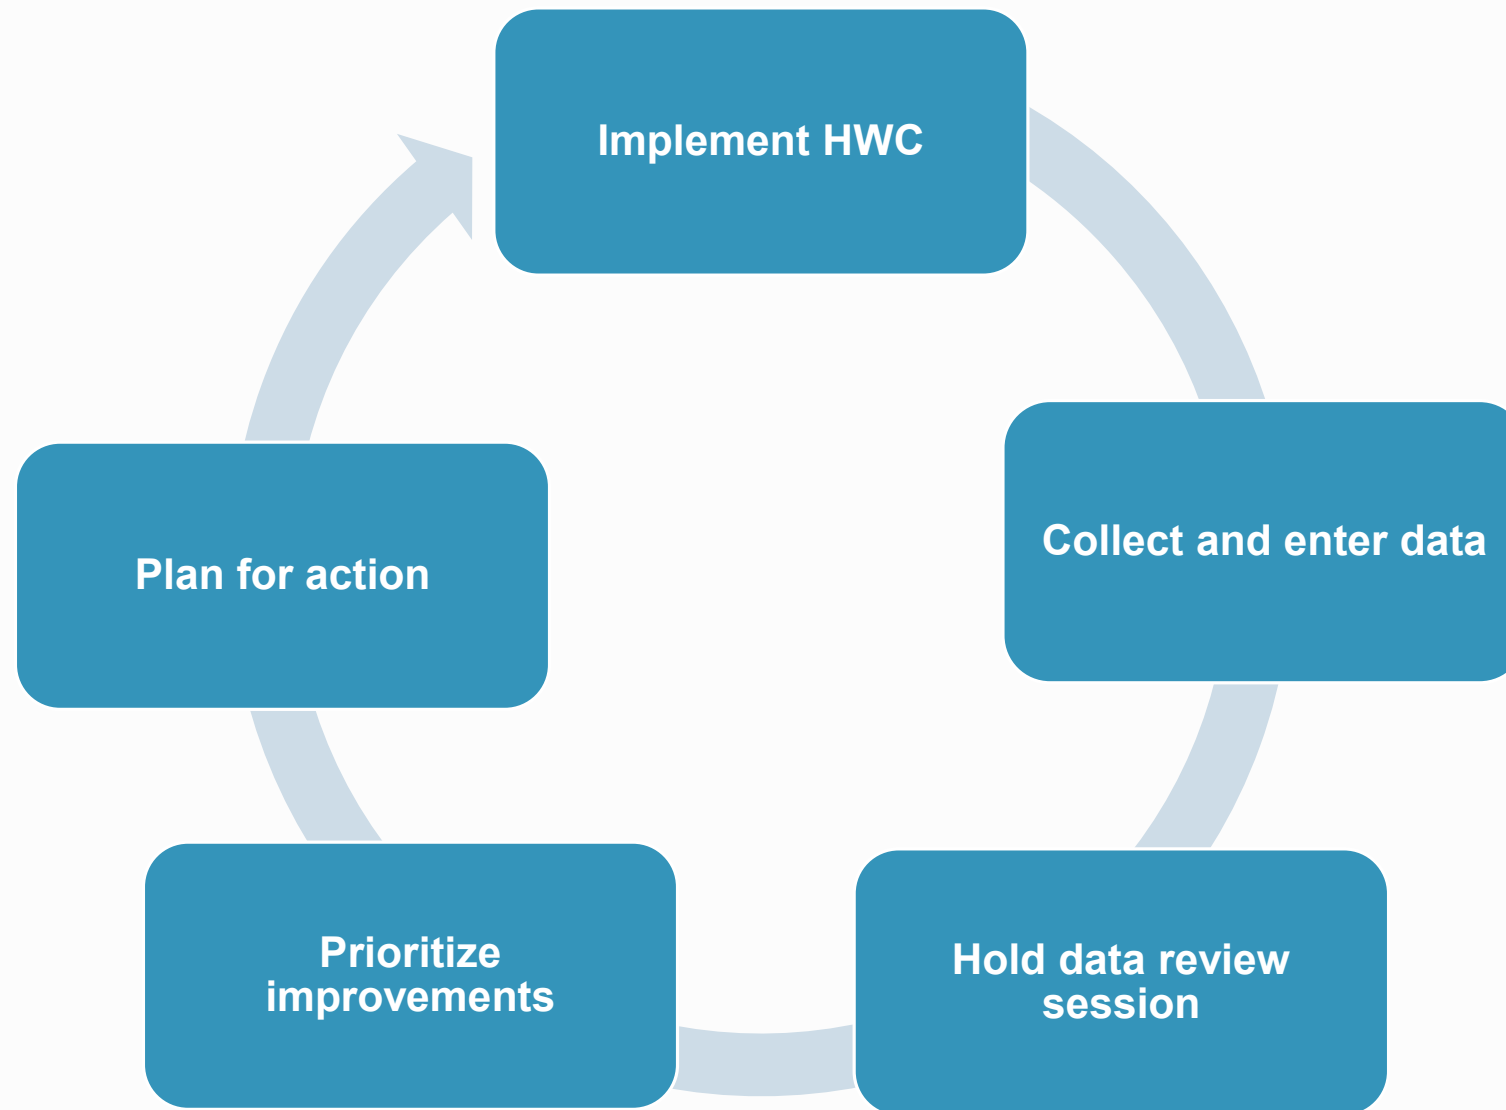 Implement HWC
Collect and enter data
Hold data review
session
Prioritize
improvements
Plan for action